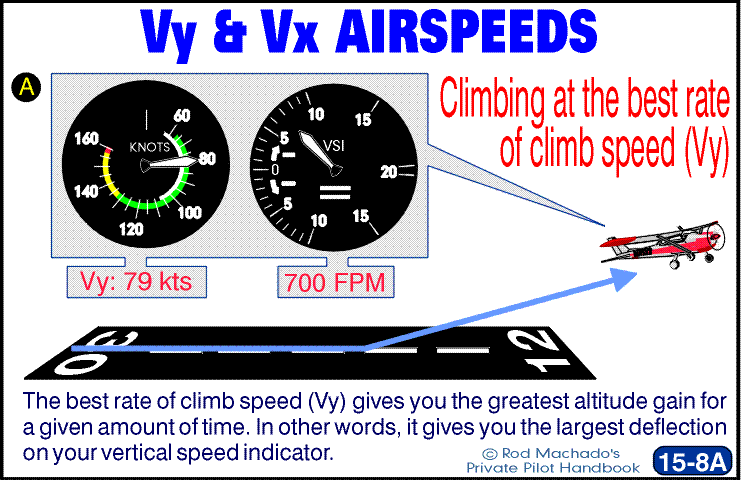 Vy & Vx AIRSPEEDS
A
Climbing at the best rate
of climb speed (Vy)
60
160
KNOTS
80
140
100
120
10
15
5
VSI
0
20
5
10
15
Vy: 79 kts
700 FPM
03
12
The best rate of climb speed (Vy) gives you the greatest altitude gain for
a given amount of time. In other words, it gives you the largest deflection
on your vertical speed indicator.
© Rod Machado's
Private Pilot Handbook
15-8A